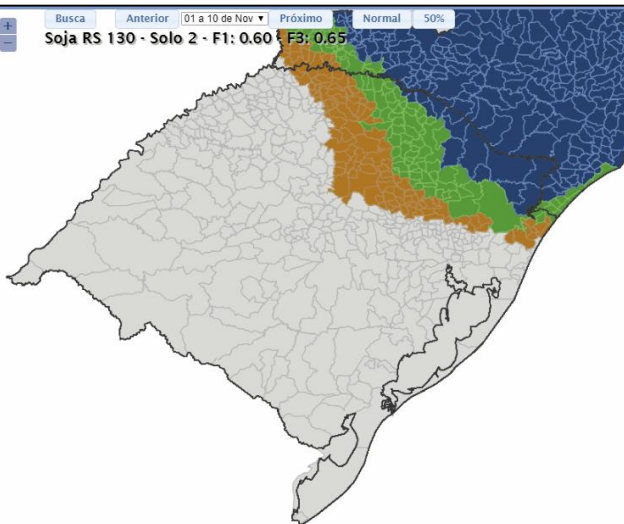 + Busca Anterior 01 a 10 de Nov ▼ Próximo Normal 50%
− Soja RS 130 - Solo 2 - F1: 0.60 - F3: 0.65